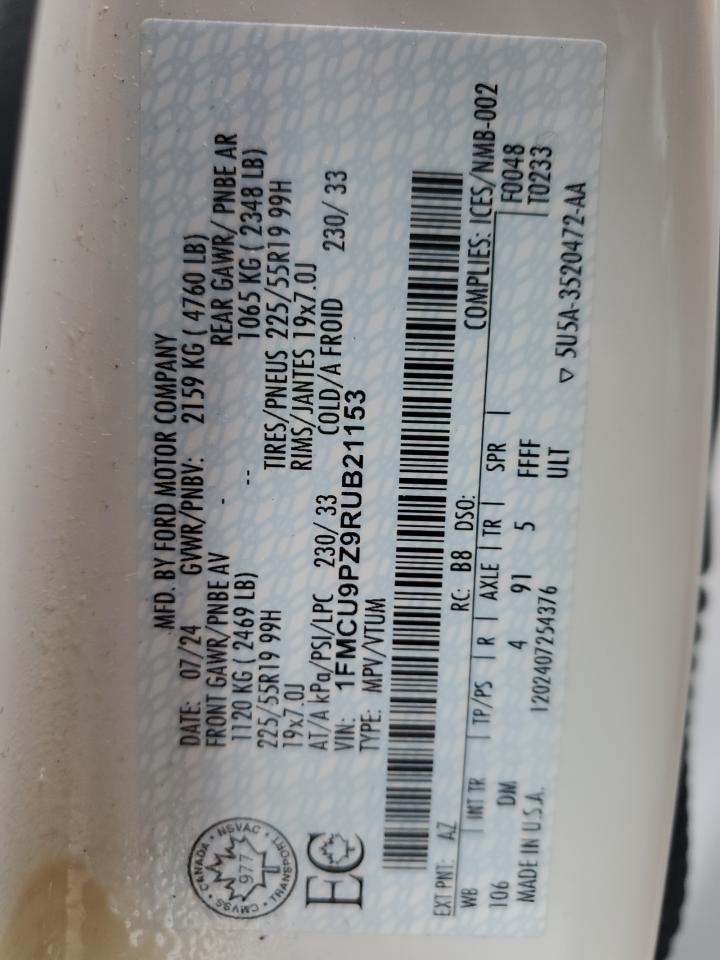 MFD. BY FORD MOTOR COMPANY
DATE: 07/24 GVWR/PNBV: 2159 KG ( 4760 LB)
FRONT GAWR/PNBE AV - REAR GAWR/ PNBE AR
1120 KG ( 2469 LB) -- 1065 KG ( 2348 LB)
225/55R19 99H TIRES/PNEUS 225/55R19 99H
19x7.0J RIMS/JANTES 19x7.0J
AT/A kPa/PSI/LPC 230/ 33 COLD/A FROID 230/ 33
VIN: 1FMCU9PZ9RUB21153
TYPE: MPV/VTUM
CANADA • NSVAC • TRANSPORT • CMVSS •
977
EC
EXT PNT: AZ RC: B8 DSO: COMPLIES: ICES/NMB-002
WB | INT TR | TP/PS | R | AXLE | TR | SPR | F0048
106 DM 4 91 5 FFFF T0233
MADE IN U.S.A. 1202407254376 ULT
▽ 5U5A-3520472-AA